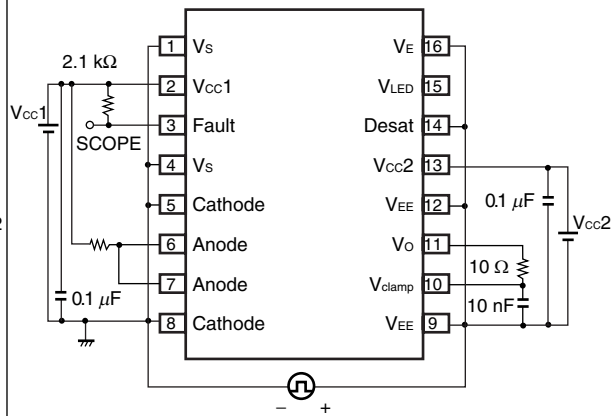 2.1 kΩ
VCC1
SCOPE
0.1 μF
1 VS
2 VCC1
3 Fault
4 VS
5 Cathode
6 Anode
7 Anode
8 Cathode
VE 16
VLED 15
Desat 14
VCC2 13
VEE 12
VO 11
Vclamp 10
VEE 9
0.1 μF
VCC2
10 Ω
10 nF
− +
2